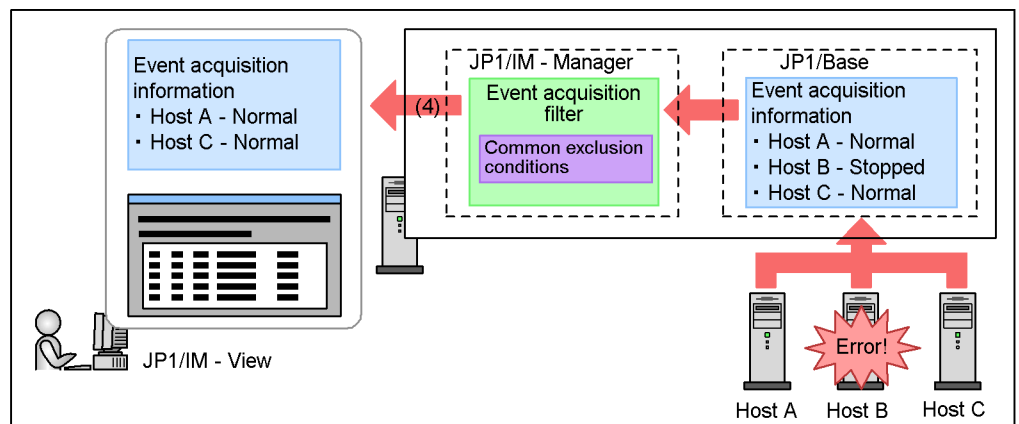 Event acquisition
information
・Host A - Normal
・Host C - Normal
JP1/IM - View
(4)
JP1/IM - Manager
Event acquisition
filter
Common exclusion
conditions
JP1/Base
Event acquisition
information
・Host A - Normal
・Host B - Stopped
・Host C - Normal
Error!
Host A
Host B
Host C